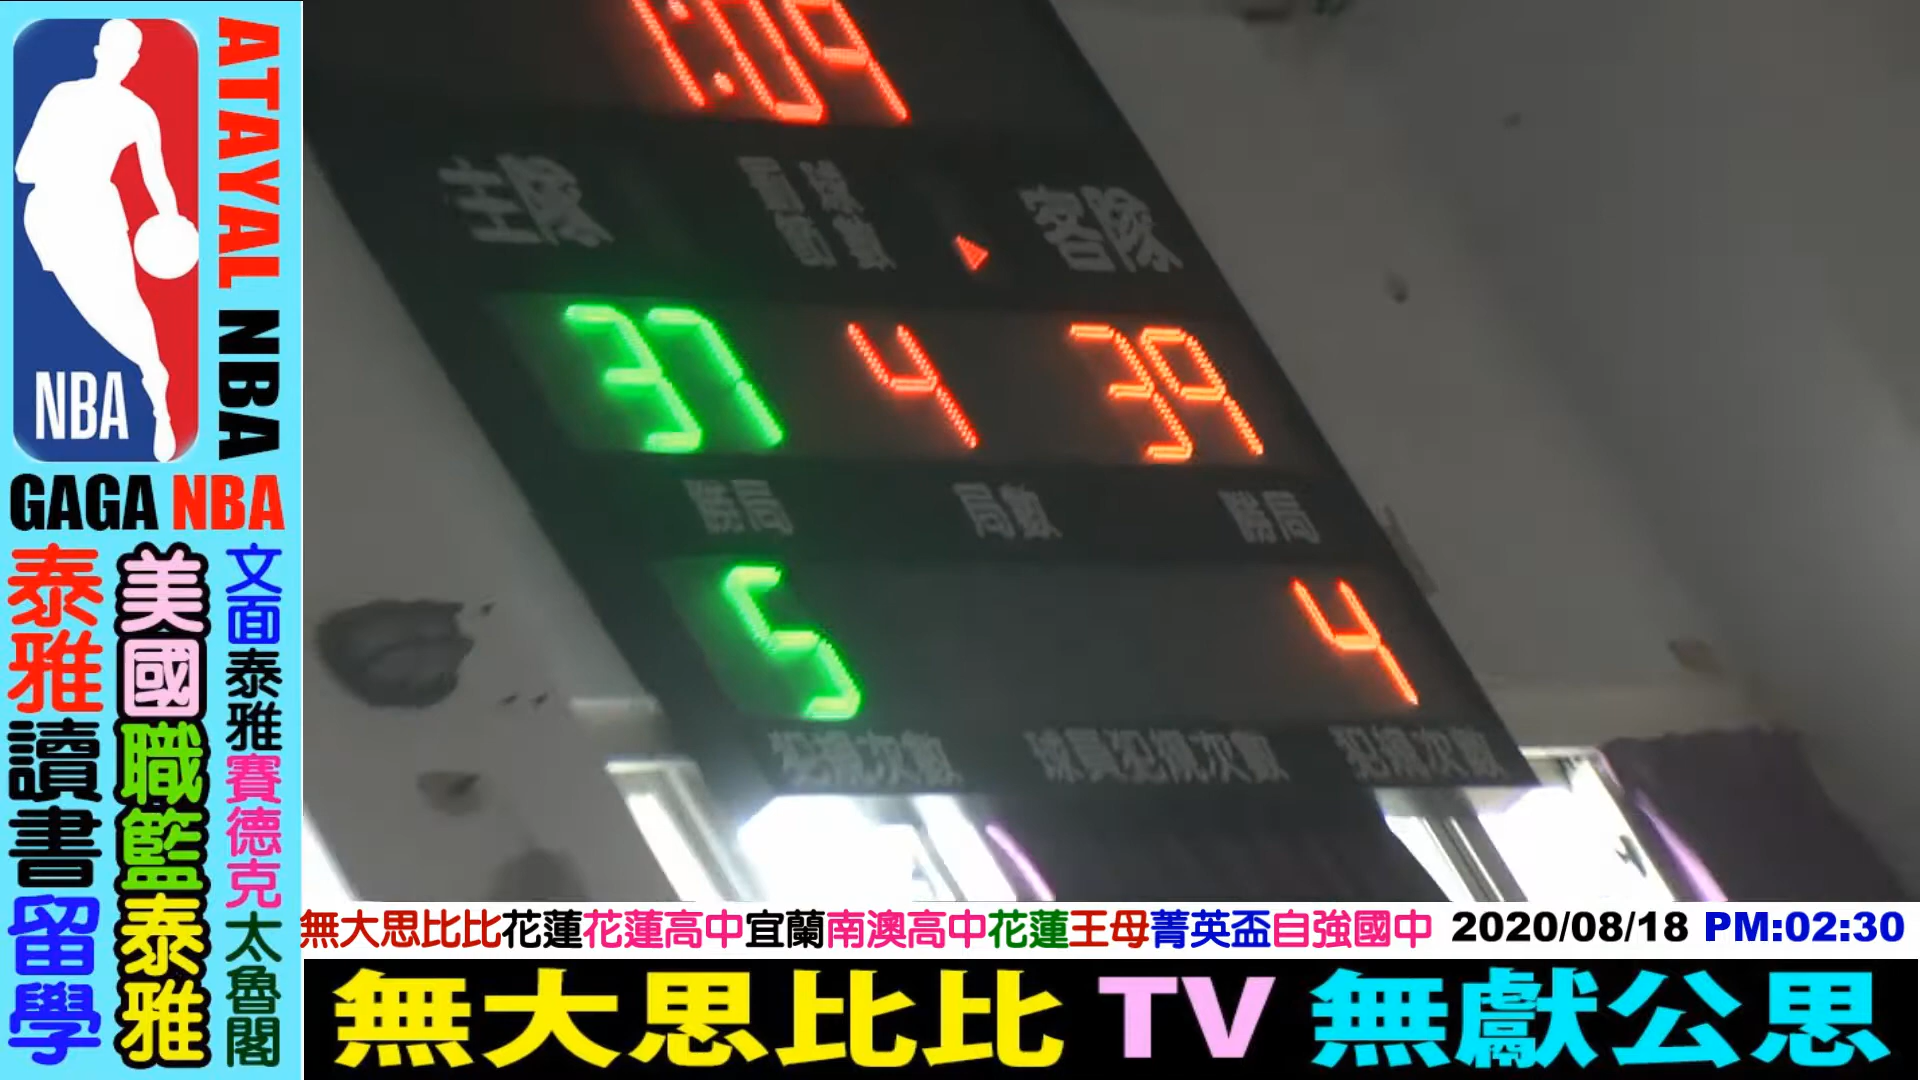 NBA
ATAYAL NBA
GAGA NBA
泰雅讀書留學
美國職籃泰雅
文面泰雅賽德克太魯閣
1:09
主隊
客隊
37 4 39
勝局 局數 勝局
5 4
犯規次數 球員犯規次數 犯規次數
無大思比比花蓮花蓮高中宜蘭南澳高中花蓮王母菁英盃自強國中 2020/08/18 PM:02:30
無大思比比 TV 無獻公思